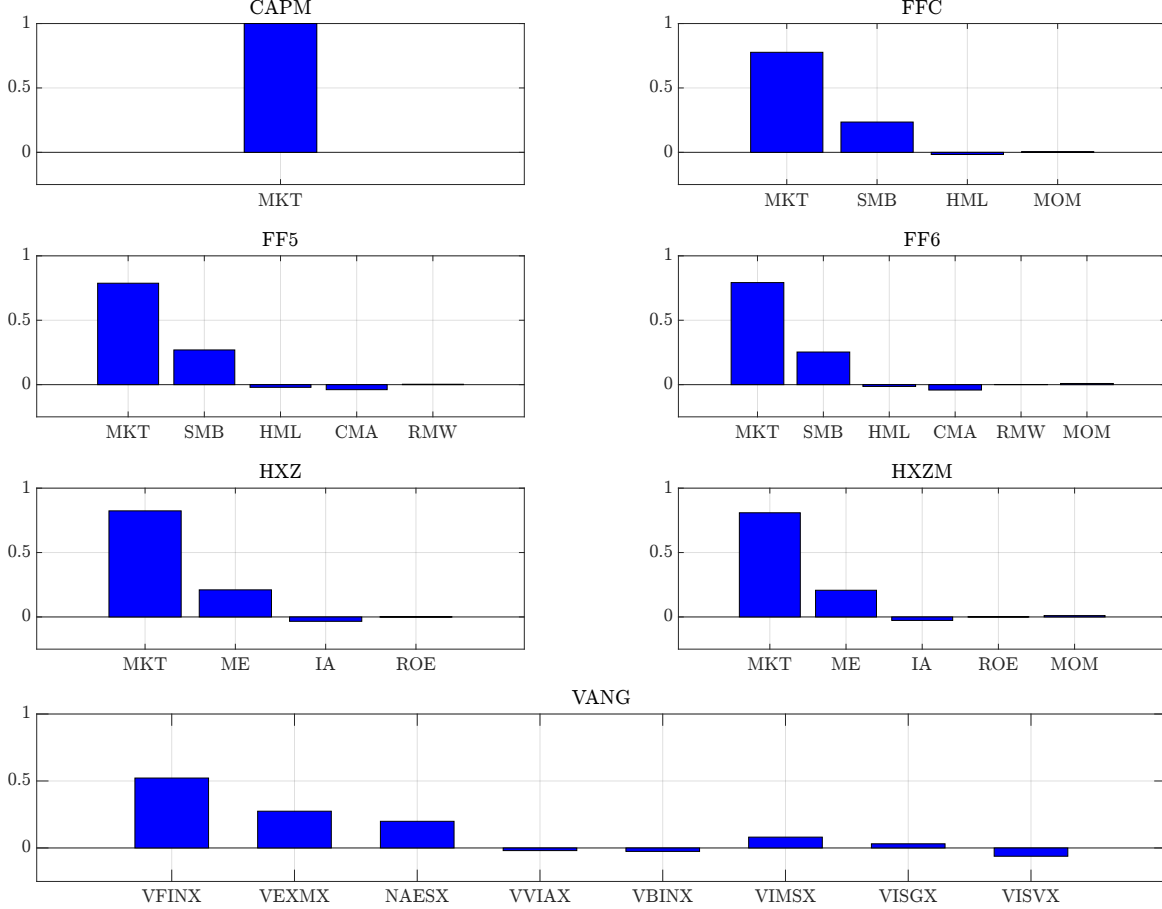 CAPM
FFC
1
0.5
0
MKT
1
0.5
0
MKT SMB HML MOM
FF5
FF6
1
0.5
0
MKT SMB HML CMA RMW
1
0.5
0
MKT SMB HML CMA RMW MOM
HXZ
HXZM
1
0.5
0
MKT ME IA ROE
1
0.5
0
MKT ME IA ROE MOM
VANG
1
0.5
0
VFINX VEXMX NAESX VVIAX VBINX VIMSX VISGX VISVX